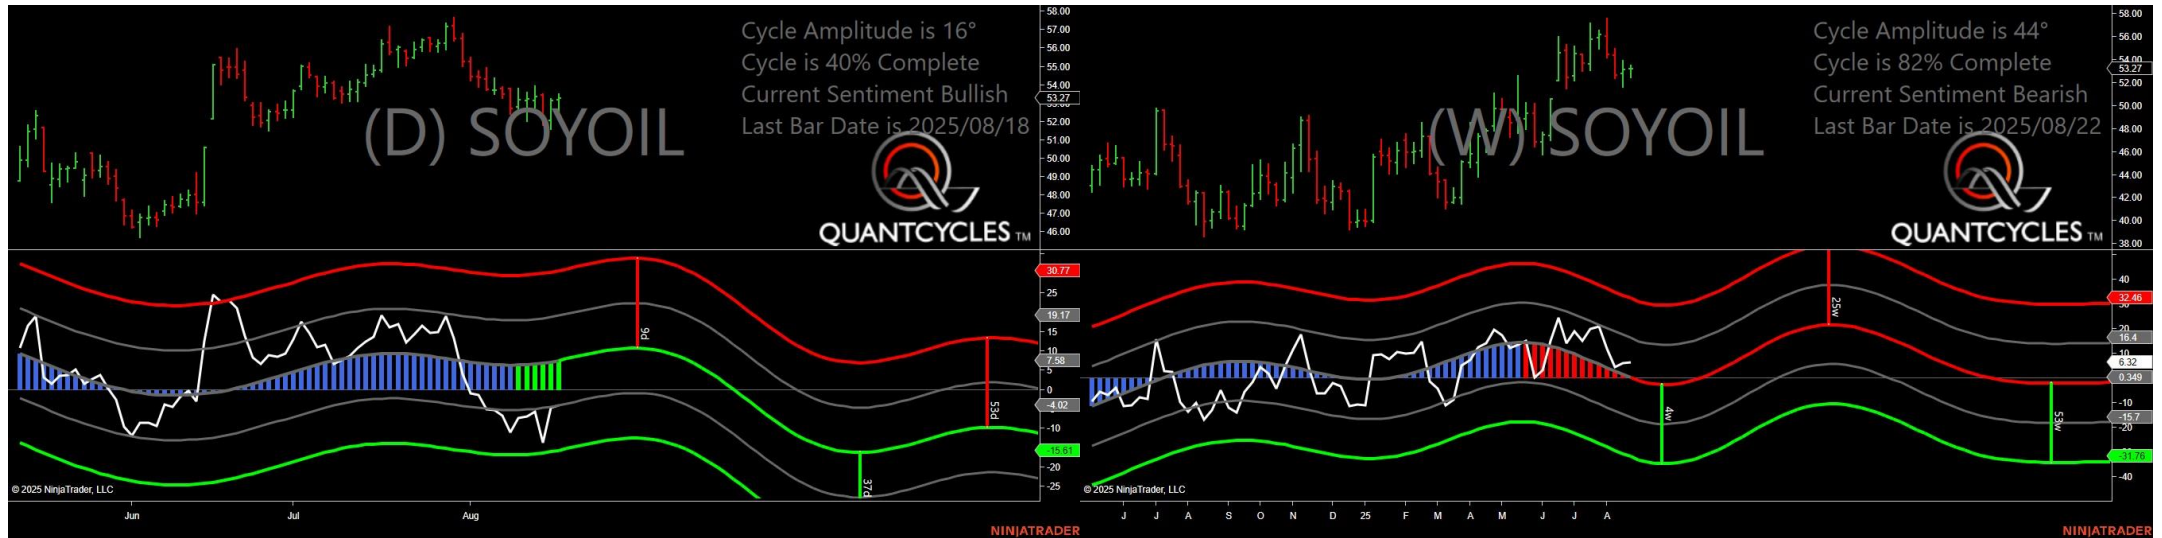 Cycle Amplitude is 16°
Cycle is 40% Complete
Current Sentiment Bullish
Last Bar Date is 2025/08/18
(D) SOYOIL
QUANTCYCLES TM
58.00
57.00
56.00
55.00
54.00
53.27
52.00
51.00
50.00
49.00
48.00
47.00
46.00
30.77
25
19.17
15
10
7.58
5
0
-4.02
-10
-15.61
-20
-25
9d
37d
53d
© 2025 NinjaTrader, LLC
Jun Jul Aug
NINJATRADER
Cycle Amplitude is 44°
Cycle is 82% Complete
Current Sentiment Bearish
Last Bar Date is 2025/08/22
(W) SOYOIL
QUANTCYCLES TM
58.00
56.00
54.00
53.27
52.00
50.00
48.00
46.00
44.00
42.00
40.00
38.00
40
32.46
20
16.4
10
6.32
0.349
-10
-15.7
-20
-31.76
-40
25w
4w
53w
© 2025 NinjaTrader, LLC
J J A S O N D 25 F M A M J J A
NINJATRADER